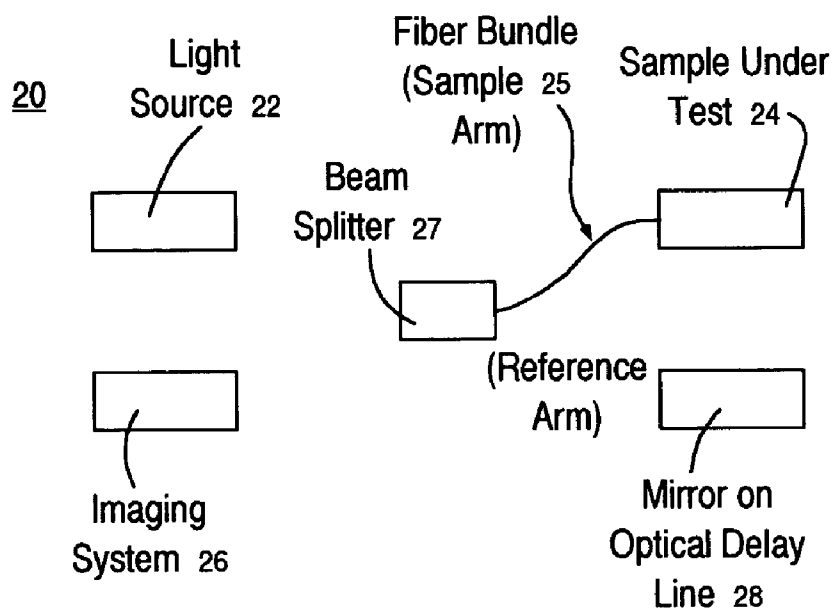 20
Light
Source 22
Fiber Bundle
(Sample 25
Arm)
Sample Under
Test 24
Beam
Splitter 27
(Reference
Arm)
Imaging
System 26
Mirror on
Optical Delay
Line 28